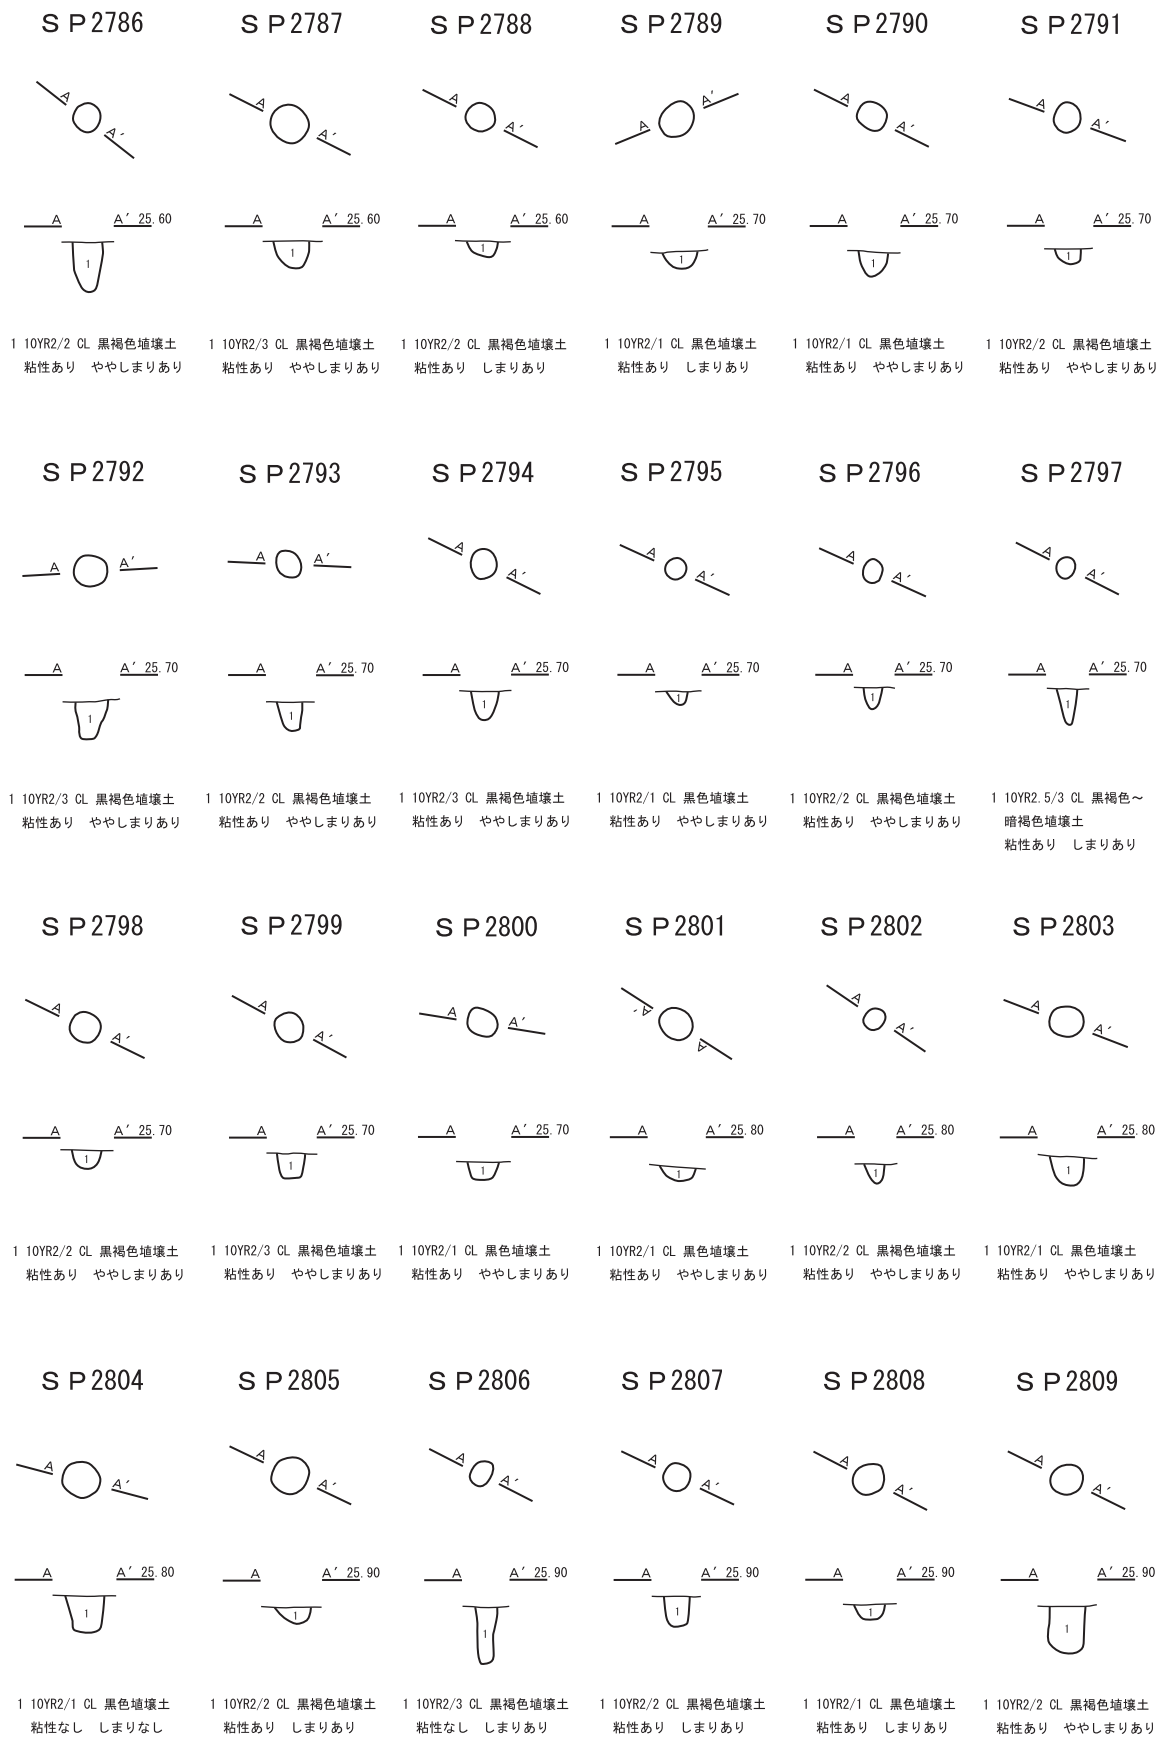 ＳＰ2786
A
A′
A
A′ 25.60
1
1 10YR2/2 CL 黒褐色埴壌土
粘性あり ややしまりあり
ＳＰ2787
A
A′
A
A′ 25.60
1
1 10YR2/3 CL 黒褐色埴壌土
粘性あり ややしまりあり
ＳＰ2788
A
A′
A
A′ 25.60
1
1 10YR2/2 CL 黒褐色埴壌土
粘性あり しまりあり
ＳＰ2789
A
A′
A
A′ 25.70
1
1 10YR2/1 CL 黒色埴壌土
粘性あり しまりあり
ＳＰ2790
A
A′
A
A′ 25.70
1
1 10YR2/1 CL 黒色埴壌土
粘性あり ややしまりあり
ＳＰ2791
A
A′
A
A′ 25.70
1
1 10YR2/2 CL 黒褐色埴壌土
粘性あり ややしまりあり
ＳＰ2792
A
A′
A
A′ 25.70
1
1 10YR2/3 CL 黒褐色埴壌土
粘性あり ややしまりあり
ＳＰ2793
A
A′
A
A′ 25.70
1
1 10YR2/2 CL 黒褐色埴壌土
粘性あり ややしまりあり
ＳＰ2794
A
A′
A
A′ 25.70
1
1 10YR2/3 CL 黒褐色埴壌土
粘性あり ややしまりあり
ＳＰ2795
A
A′
A
A′ 25.70
1
1 10YR2/1 CL 黒色埴壌土
粘性あり ややしまりあり
ＳＰ2796
A
A′
A
A′ 25.70
1
1 10YR2/2 CL 黒褐色埴壌土
粘性あり ややしまりあり
ＳＰ2797
A
A′
A
A′ 25.70
1
1 10YR2.5/3 CL 黒褐色～
暗褐色埴壌土
粘性あり しまりあり
ＳＰ2798
A
A′
A
A′ 25.70
1
1 10YR2/2 CL 黒褐色埴壌土
粘性あり ややしまりあり
ＳＰ2799
A
A′
A
A′ 25.70
1
1 10YR2/3 CL 黒褐色埴壌土
粘性あり ややしまりあり
ＳＰ2800
A
A′
A
A′ 25.70
1
1 10YR2/1 CL 黒色埴壌土
粘性あり ややしまりあり
ＳＰ2801
A′
A
A
A′ 25.80
1
1 10YR2/1 CL 黒色埴壌土
粘性あり ややしまりあり
ＳＰ2802
A
A′
A
A′ 25.80
1
1 10YR2/2 CL 黒褐色埴壌土
粘性あり ややしまりあり
ＳＰ2803
A
A′
A
A′ 25.80
1
1 10YR2/1 CL 黒色埴壌土
粘性あり ややしまりあり
ＳＰ2804
A
A′
A
A′ 25.80
1
1 10YR2/1 CL 黒色埴壌土
粘性なし しまりなし
ＳＰ2805
A
A′
A
A′ 25.90
1
1 10YR2/2 CL 黒褐色埴壌土
粘性あり しまりあり
ＳＰ2806
A
A′
A
A′ 25.90
1
1 10YR2/3 CL 黒褐色埴壌土
粘性なし しまりあり
ＳＰ2807
A
A′
A
A′ 25.90
1
1 10YR2/2 CL 黒褐色埴壌土
粘性あり しまりあり
ＳＰ2808
A
A′
A
A′ 25.90
1
1 10YR2/1 CL 黒色埴壌土
粘性あり しまりあり
ＳＰ2809
A
A′
A
A′ 25.90
1
1 10YR2/2 CL 黒褐色埴壌土
粘性あり ややしまりあり